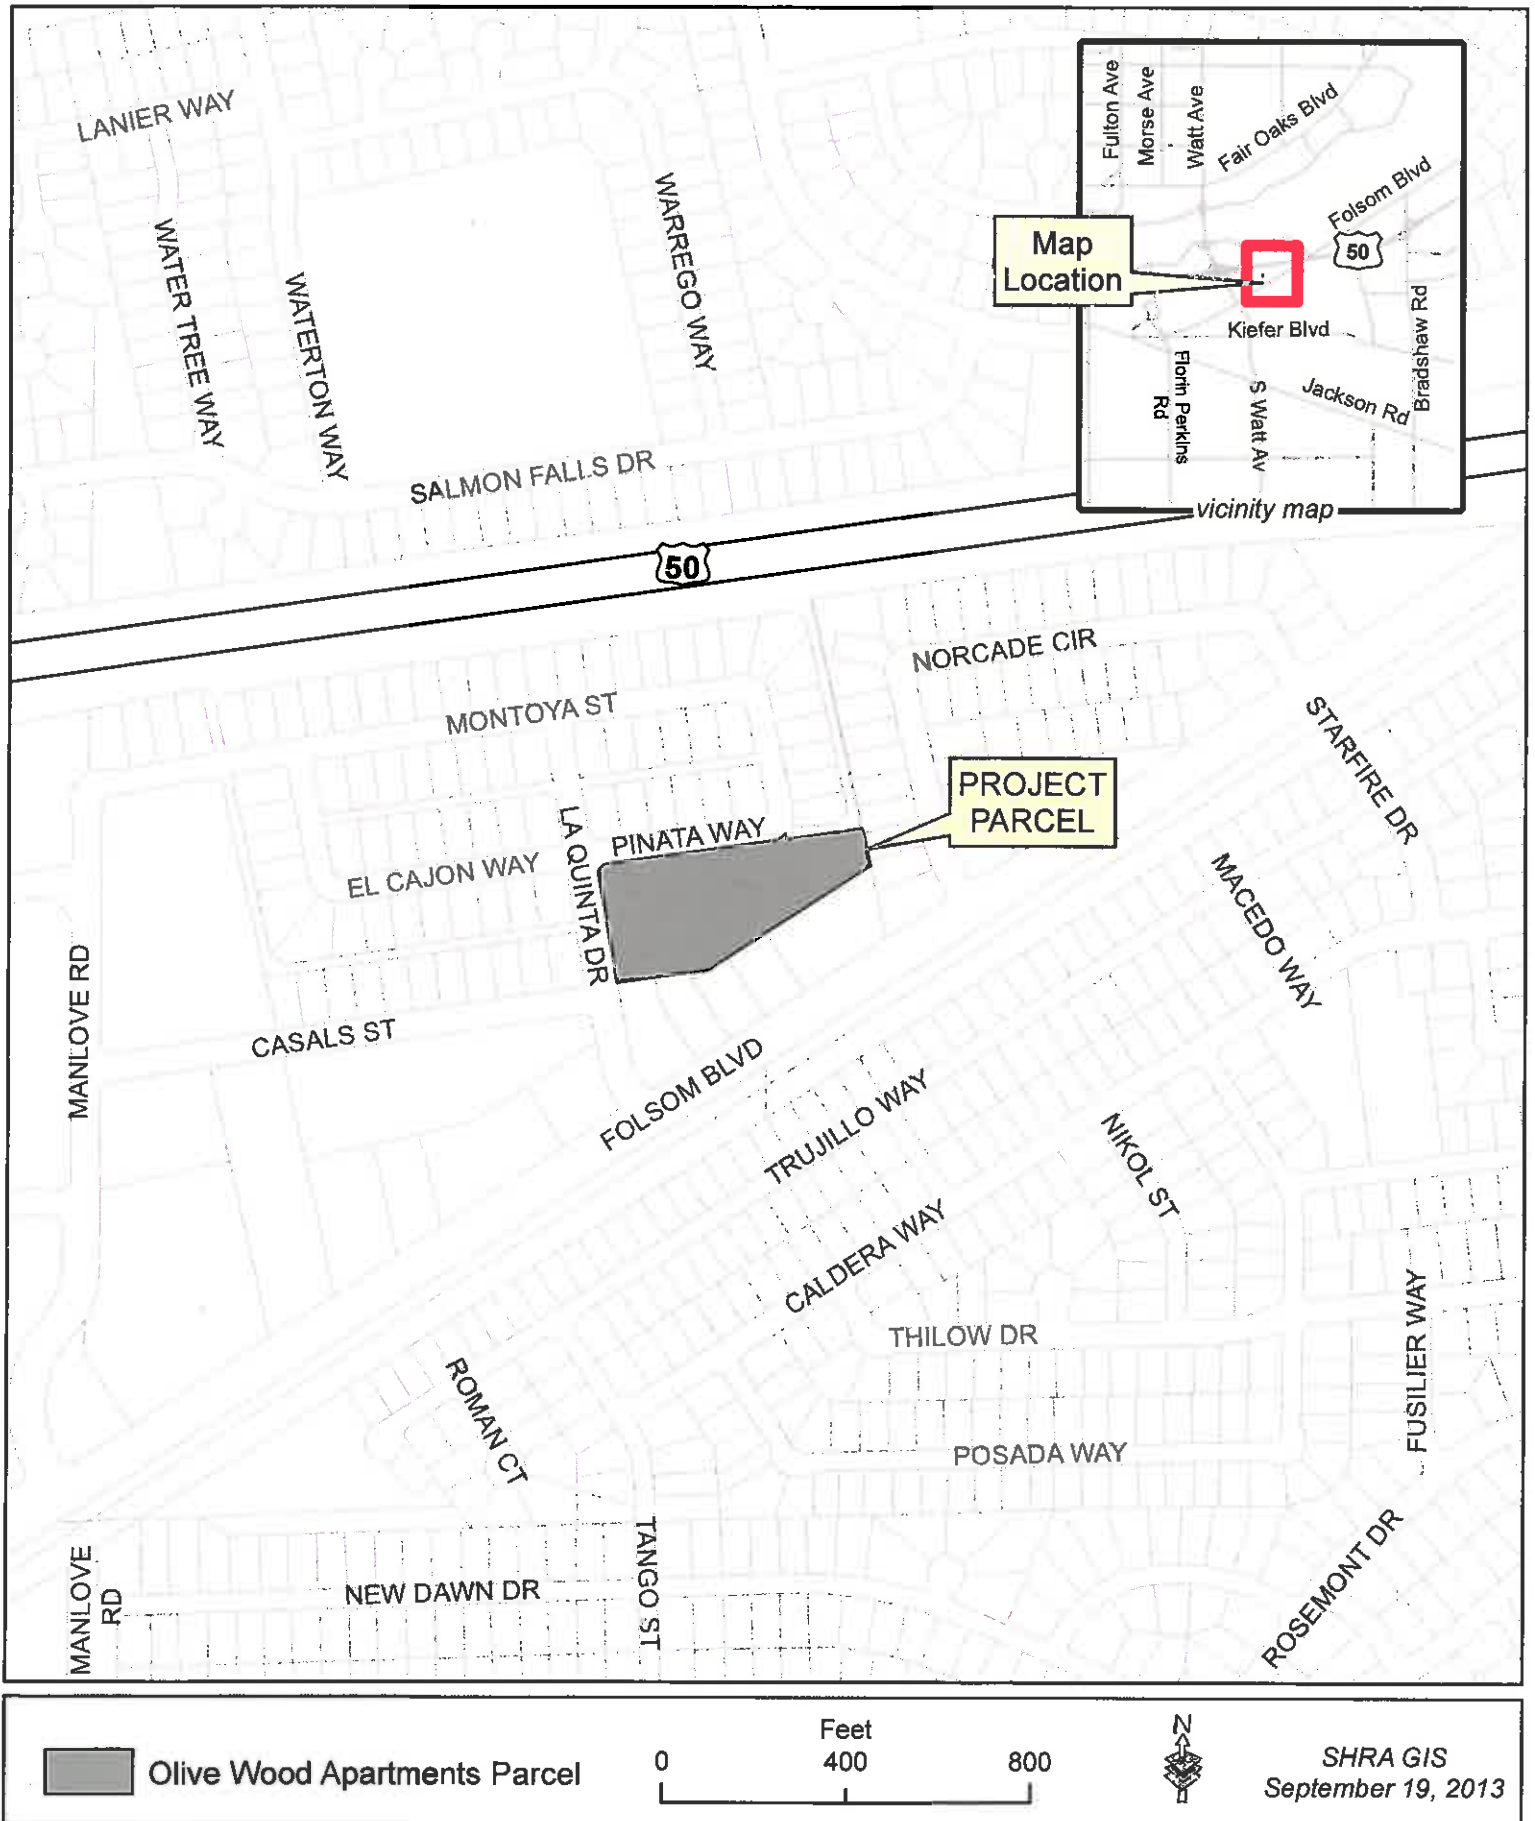 LANIER WAY
WATER TREE WAY
WATERTON WAY
WARREGO WAY
SALMON FALLS DR
Fulton Ave
Morse Ave
Watt Ave
Fair Oaks Blvd
Folsom Blvd
50
Map
Location
Kiefer Blvd
Florin Perkins
Rd
S Watt Av
Jackson Rd
Bradshaw Rd
vicinity map
50
NORCADE CIR
MONTOYA ST
STARFIRE DR
PROJECT
PARCEL
PINATA WAY
LA QUINTA DR
EL CAJON WAY
MACEDO WAY
MANLOVE RD
CASALS ST
FOLSOM BLVD
TRUJILLO WAY
NIKOL ST
CALDERA WAY
THILOW DR
FUSILIER WAY
ROMAN CT
POSADA WAY
TANGO ST
NEW DAWN DR
MANLOVE
RD
ROSEMONT DR
Olive Wood Apartments Parcel
Feet
0 400 800
N
SHRA GIS
September 19, 2013